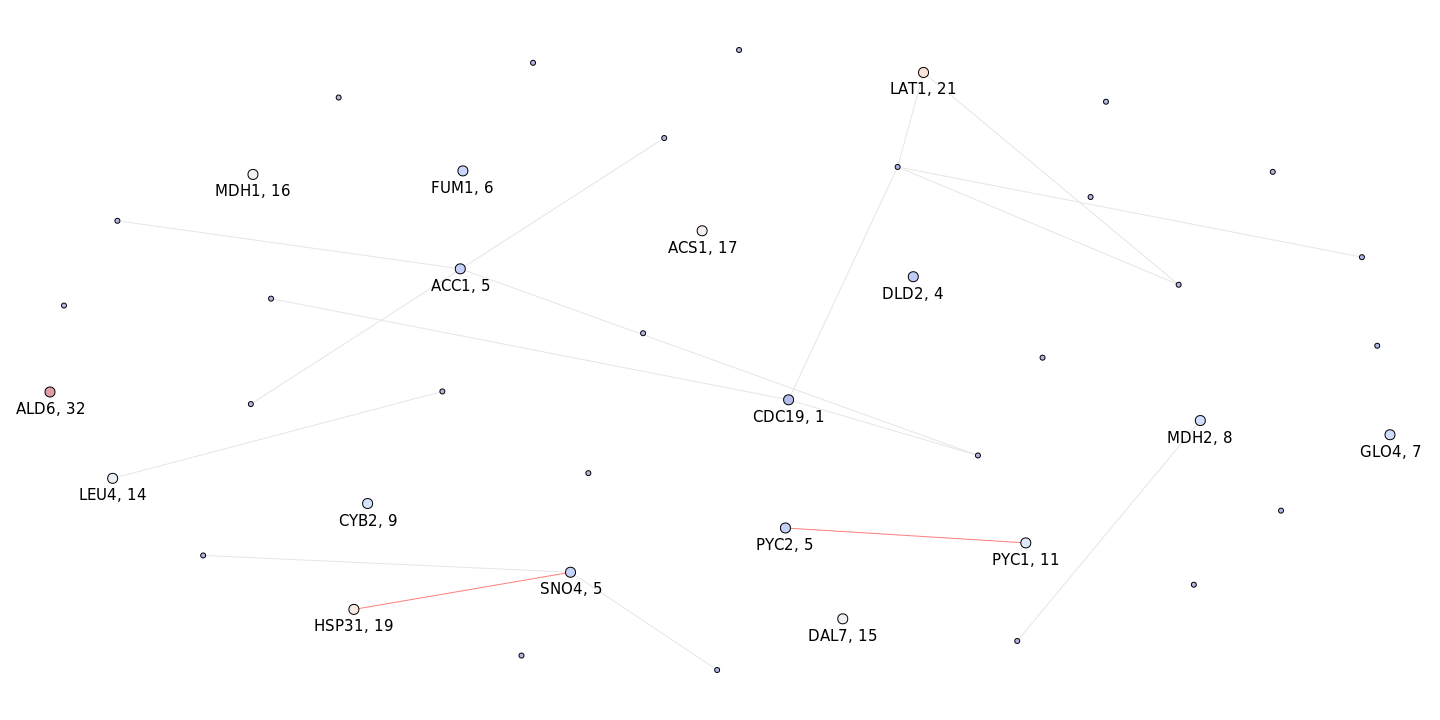 LAT1, 21
MDH1, 16
FUM1, 6
ACS1, 17
ACC1, 5
DLD2, 4
ALD6, 32
CDC19, 1
MDH2, 8
GLO4, 7
LEU4, 14
CYB2, 9
PYC2, 5
PYC1, 11
SNO4, 5
HSP31, 19
DAL7, 15